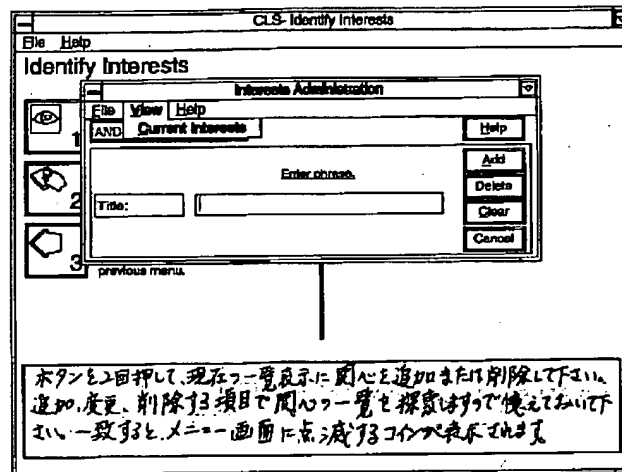 CLS- Identify Interests
File Help
Identify Interests
Interests Administration
File View Help
AND Current Interests Help
1
Enter phrase.
Add
2
Delete
Title:
Clear
Cancel
3
previous menu.
ボタンを2回押して、現在の一覧表示に関心を追加または削除して下さい。
追加、変更、削除する項目で関心の一覧を探索しますので憶えておいて下
さい。一致すると、メニュー画面に点滅するコインが表示されます。